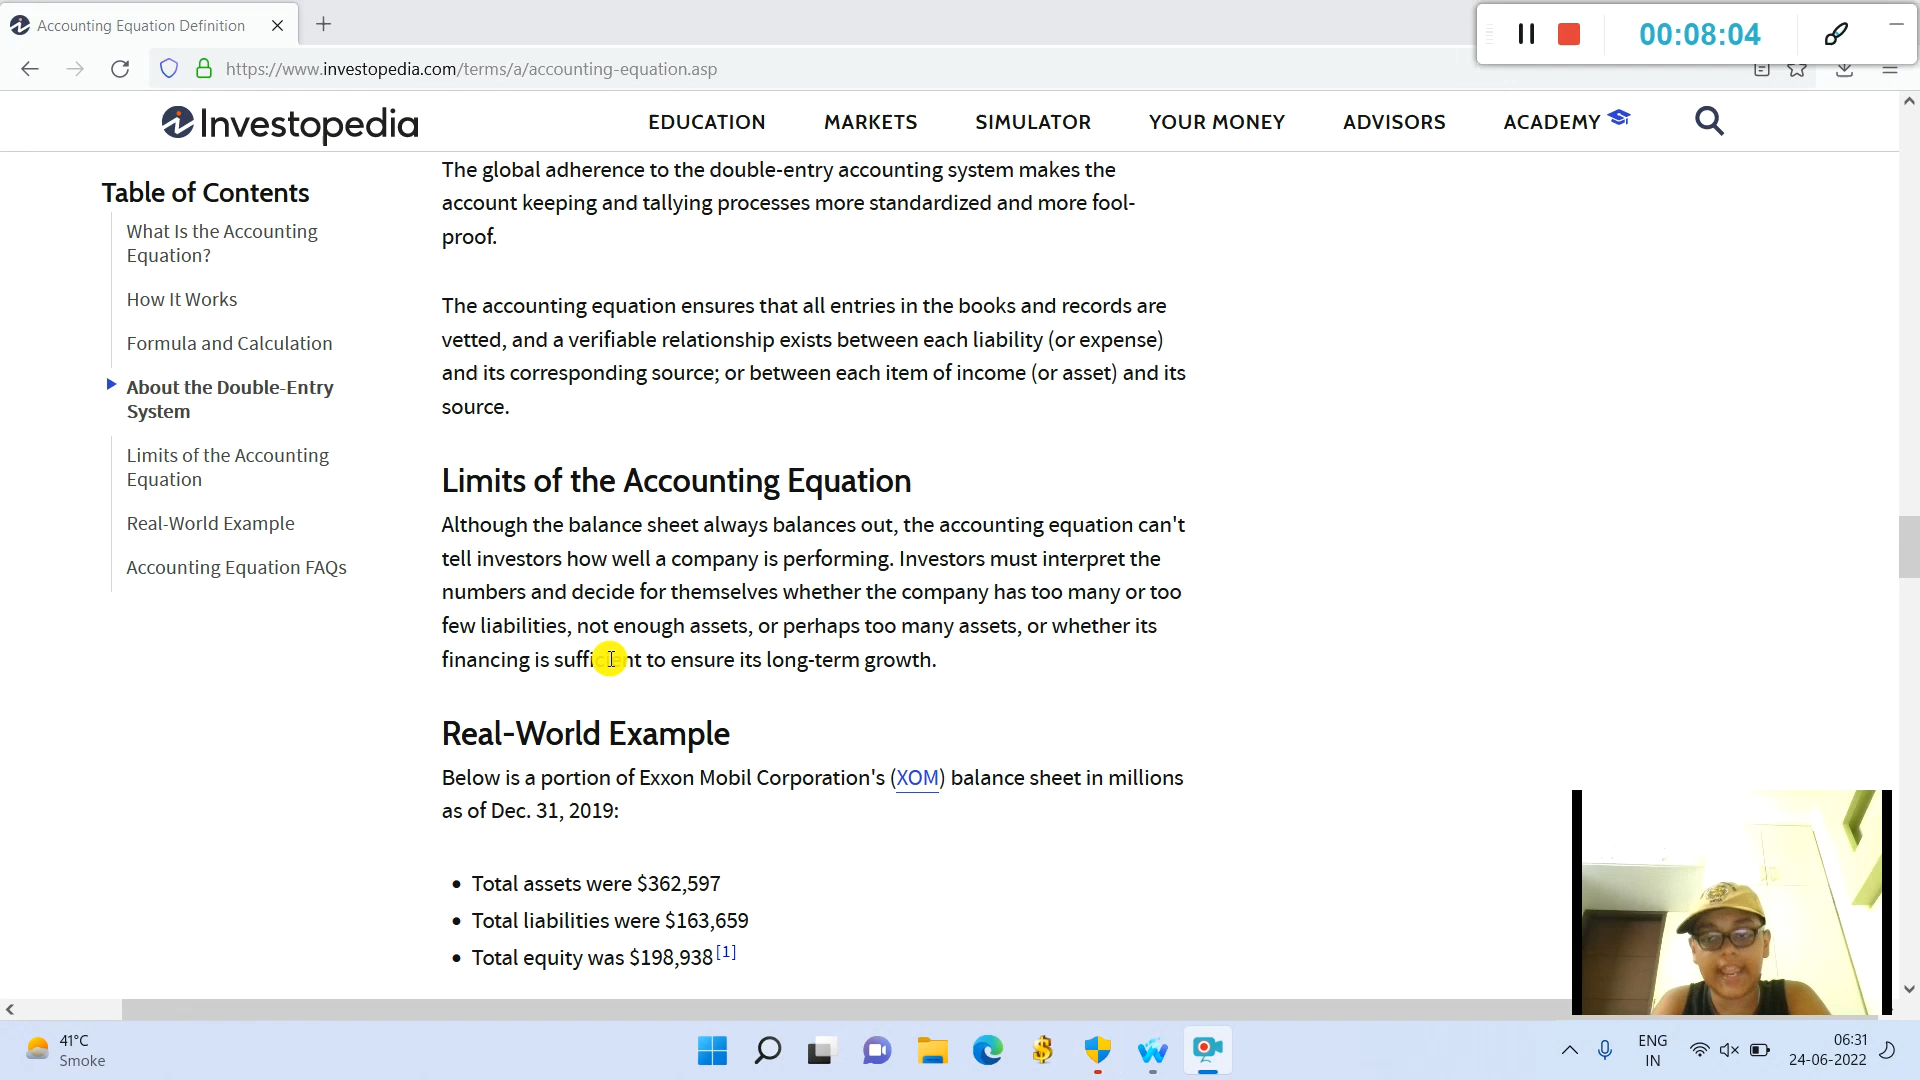 Accounting Equation Definition
00:08:04
https://www.investopedia.com/terms/a/accounting-equation.asp
Investopedia
EDUCATION
MARKETS
SIMULATOR
YOUR MONEY
ADVISORS
ACADEMY
Table of Contents
What Is the Accounting
Equation?
How It Works
Formula and Calculation
About the Double-Entry
System
Limits of the Accounting
Equation
Real-World Example
Accounting Equation FAQs
The global adherence to the double-entry accounting system makes the
account keeping and tallying processes more standardized and more fool-
proof.
The accounting equation ensures that all entries in the books and records are
vetted, and a verifiable relationship exists between each liability (or expense)
and its corresponding source; or between each item of income (or asset) and its
source.
Limits of the Accounting Equation
Although the balance sheet always balances out, the accounting equation can't
tell investors how well a company is performing. Investors must interpret the
numbers and decide for themselves whether the company has too many or too
few liabilities, not enough assets, or perhaps too many assets, or whether its
financing is sufficient to ensure its long-term growth.
Real-World Example
Below is a portion of Exxon Mobil Corporation's (XOM) balance sheet in millions
as of Dec. 31, 2019:
• Total assets were $362,597
• Total liabilities were $163,659
• Total equity was $198,938[1]
41°C
Smoke
ENG
IN
06:31
24-06-2022